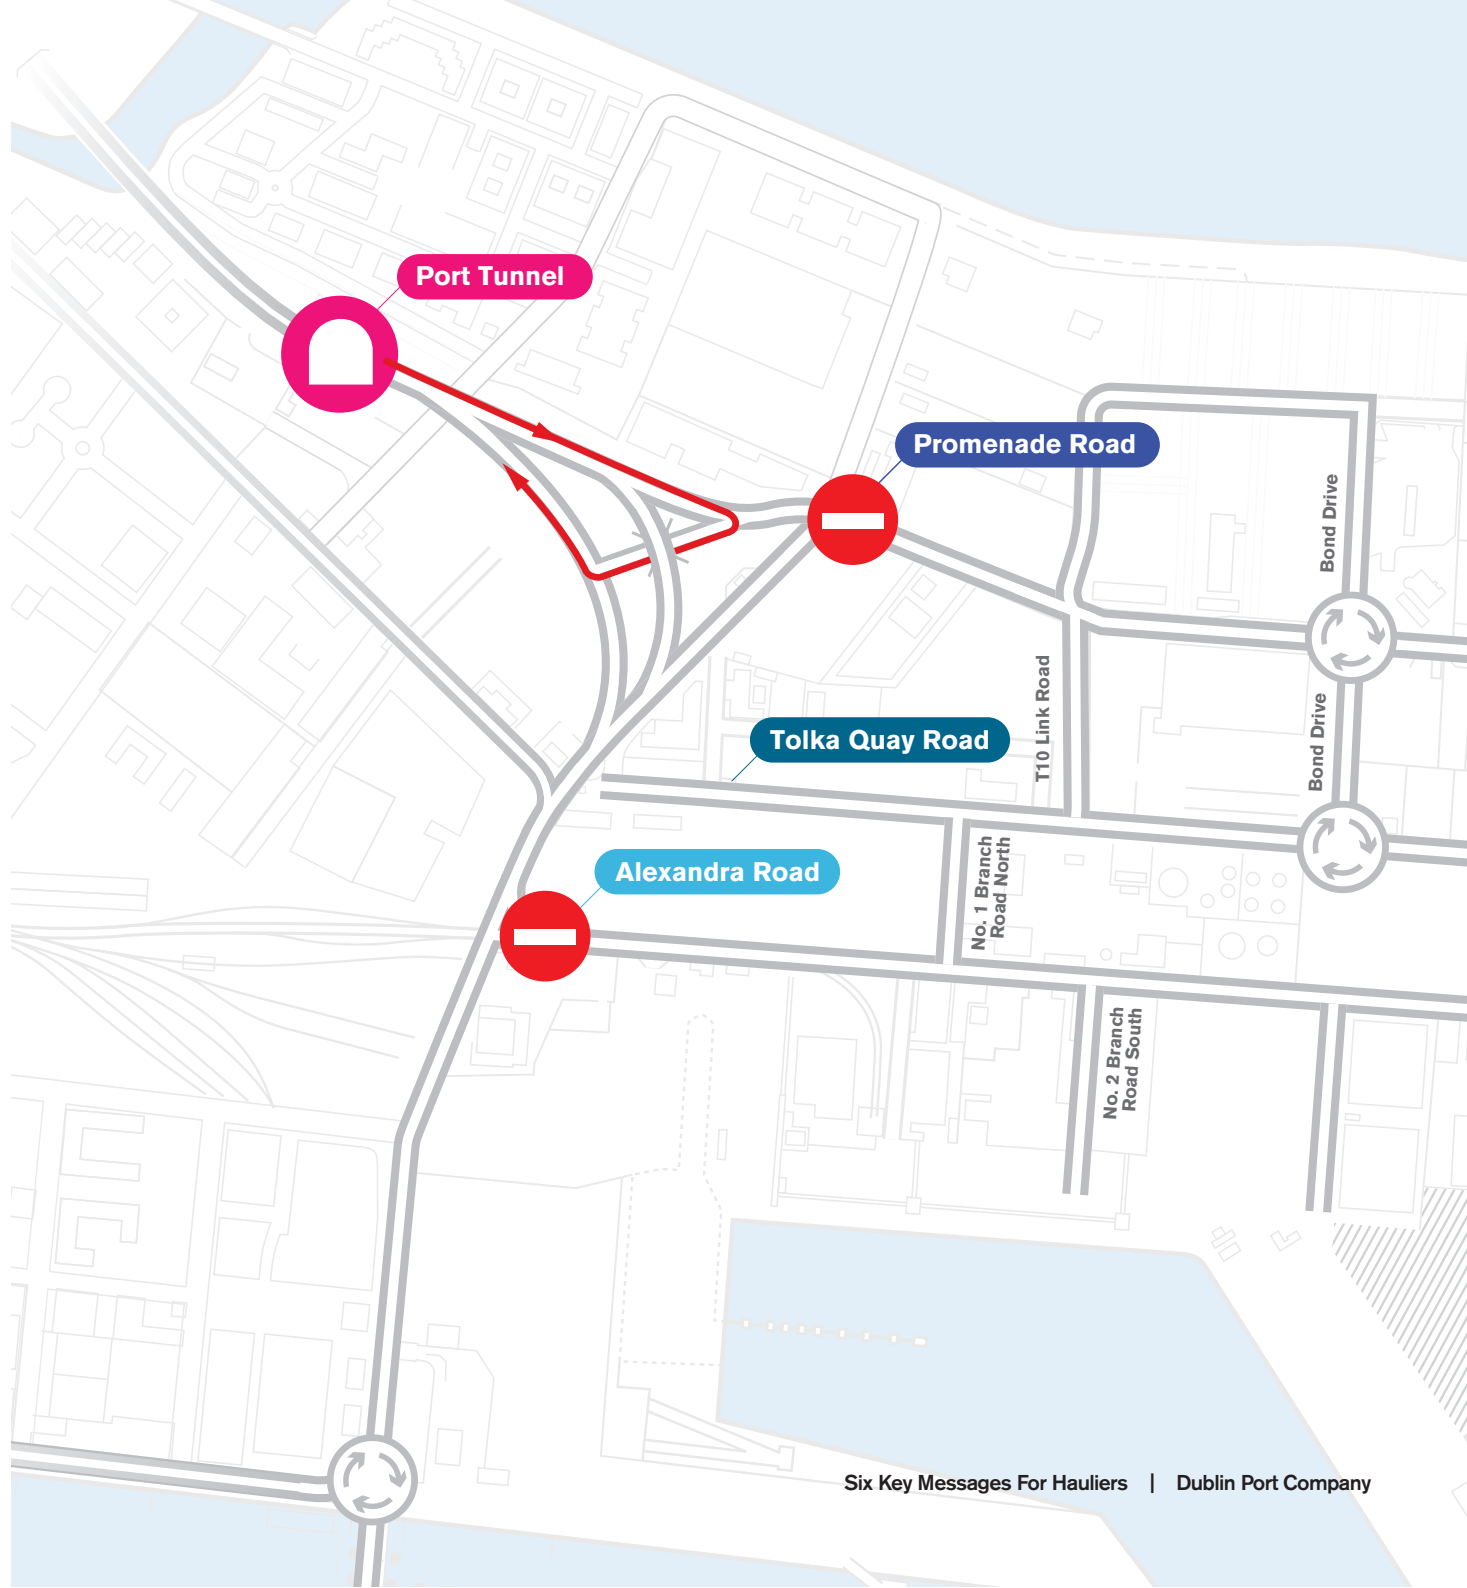 Port Tunnel
Promenade Road
Bond Drive
T10 Link Road
Bond Drive
Tolka Quay Road
No. 1 Branch
Road North
Alexandra Road
No. 2 Branch
Road South
Six Key Messages For Hauliers | Dublin Port Company